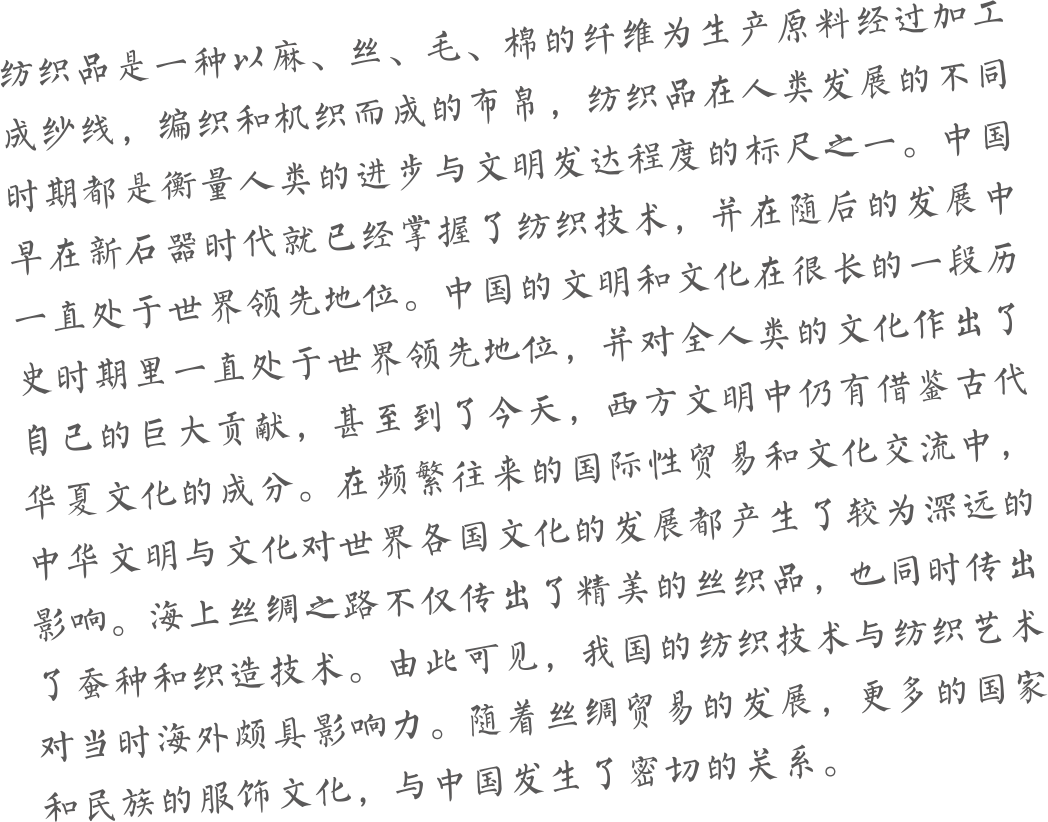 纺织品是一种以麻、丝、毛、棉的纤维为生产原料经过加工
成纱线，编织和机织而成的布帛，纺织品在人类发展的不同
时期都是衡量人类的进步与文明发达程度的标尺之一。中国
早在新石器时代就已经掌握了纺织技术，并在随后的发展中
一直处于世界领先地位。中国的文明和文化在很长的一段历
史时期里一直处于世界领先地位，并对全人类的文化作出了
自己的巨大贡献，甚至到了今天，西方文明中仍有借鉴古代
华夏文化的成分。在频繁往来的国际性贸易和文化交流中，
中华文明与文化对世界各国文化的发展都产生了较为深远的
影响。海上丝绸之路不仅传出了精美的丝织品，也同时传出
了蚕种和织造技术。由此可见，我国的纺织技术与纺织艺术
对当时海外颇具影响力。随着丝绸贸易的发展，更多的国家
和民族的服饰文化，与中国发生了密切的关系。